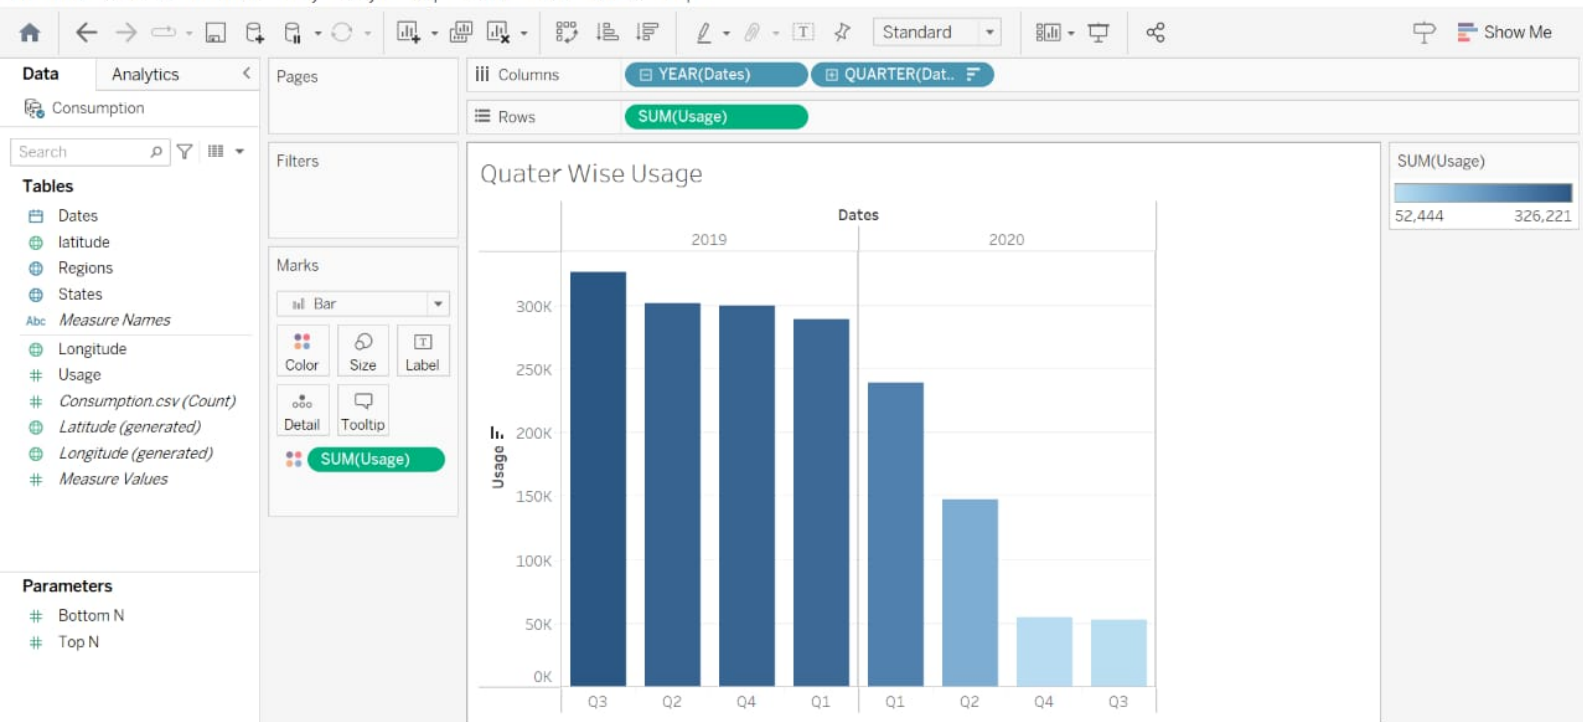 Standard
Show Me
Data
Analytics
Consumption
Search
Tables
Dates
latitude
Regions
States
Abc Measure Names
Longitude
# Usage
# Consumption.csv (Count)
Latitude (generated)
Longitude (generated)
# Measure Values
Parameters
# Bottom N
# Top N
Pages
Filters
Marks
Bar
Color
Size
T
Label
Detail
Tooltip
SUM(Usage)
Columns
YEAR(Dates)
QUARTER(Dat..
Rows
SUM(Usage)
Quater Wise Usage
Dates
2019
2020
300K
250K
200K
150K
100K
50K
0K
Usage
Q3
Q2
Q4
Q1
Q1
Q2
Q4
Q3
SUM(Usage)
52,444
326,221